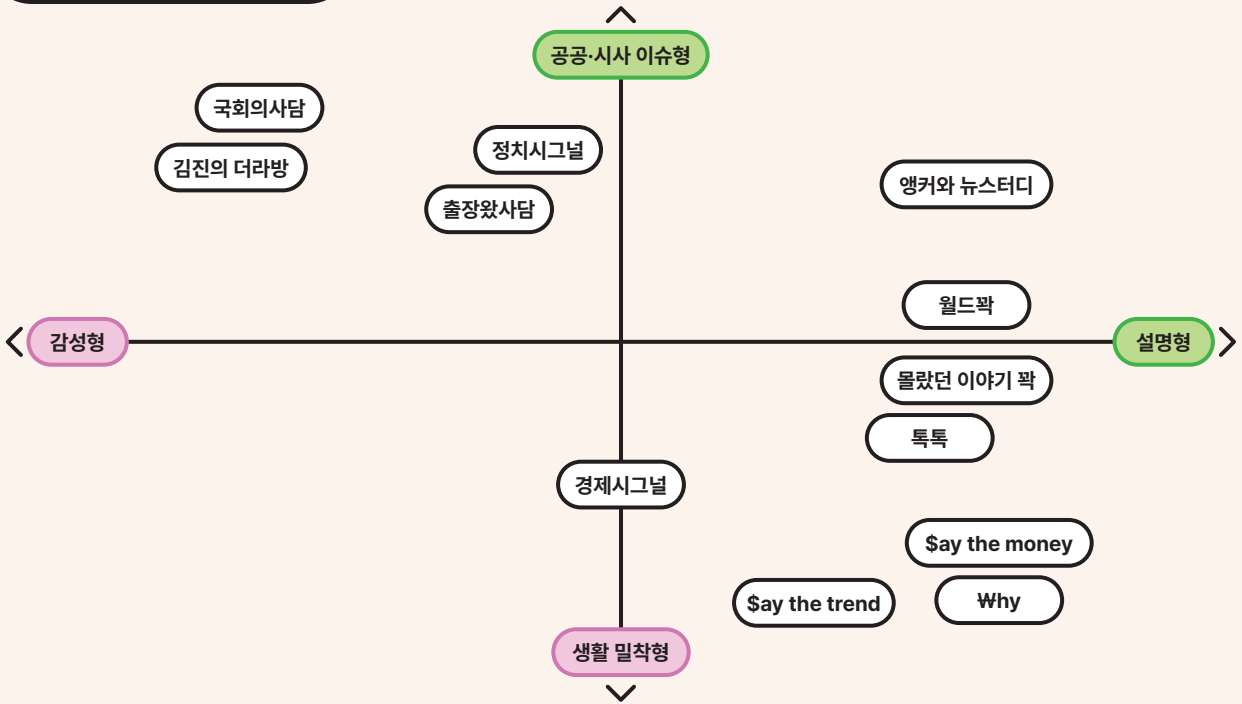 공공·시사 이슈형
국회의사담
정치시그널
김진의 더라방
앵커와 뉴스터디
출장왔사담
월드꽉
감성형
설명형
몰랐던 이야기 꽉
톡톡
경제시그널
$ay the money
$ay the trend
₩hy
생활 밀착형